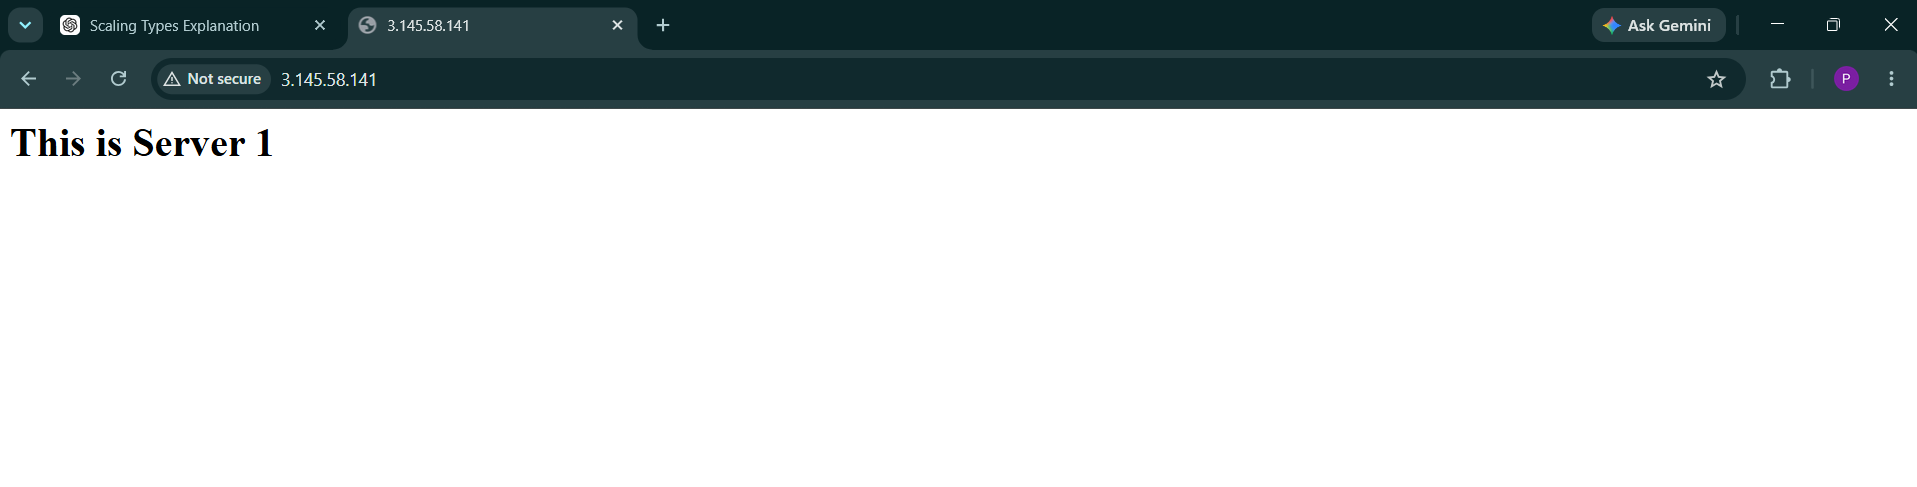 Scaling Types Explanation
3.145.58.141
Ask Gemini
Not secure
3.145.58.141
P
This is Server 1